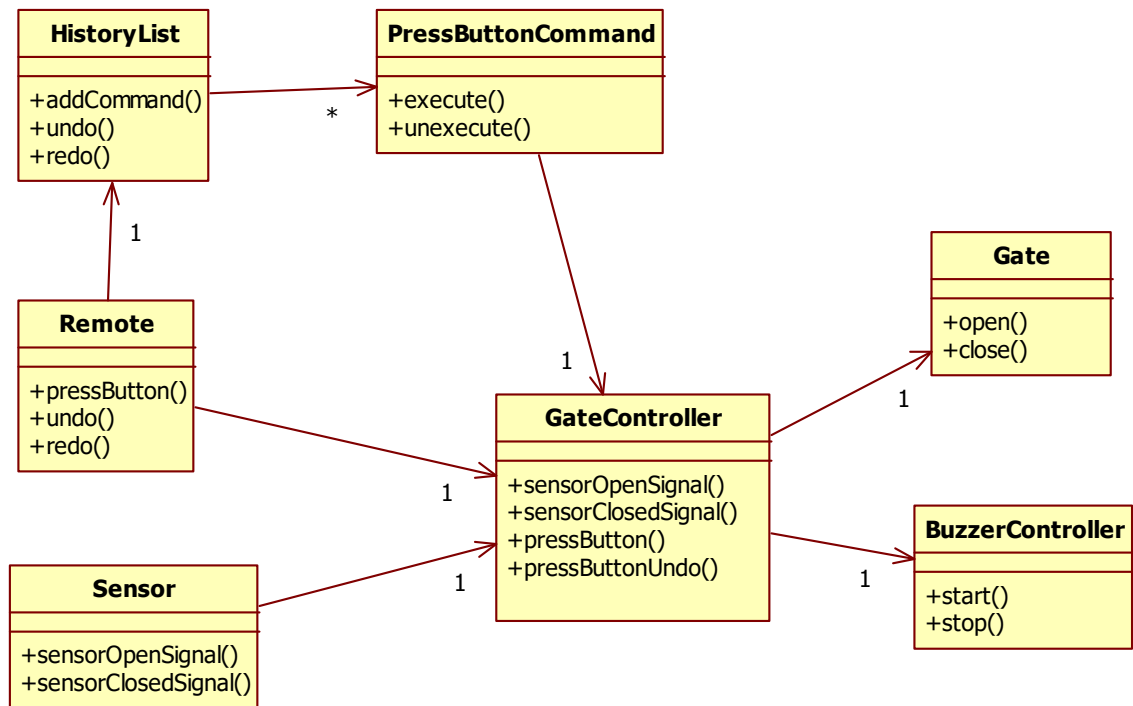 HistoryList
+addCommand()
+undo()
+redo()
*
PressButtonCommand
+execute()
+unexecute()
1
Remote
+pressButton()
+undo()
+redo()
1
1
GateController
+sensorOpenSignal()
+sensorClosedSignal()
+pressButton()
+pressButtonUndo()
Gate
+open()
+close()
1
BuzzerController
+start()
+stop()
1
Sensor
+sensorOpenSignal()
+sensorClosedSignal()
1